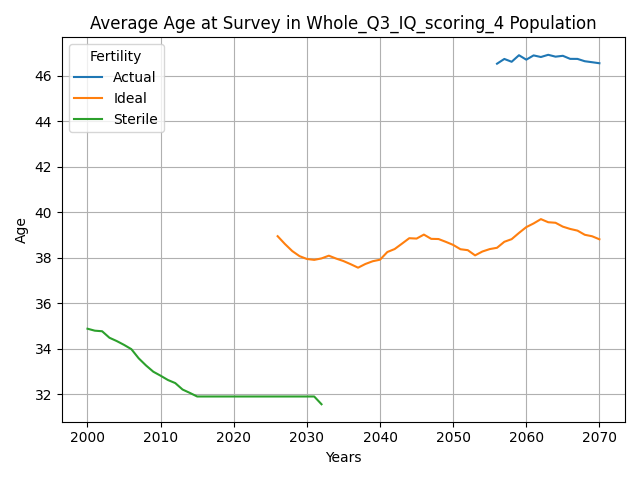 Average Age at Survey in Whole_Q3_IQ_scoring_4 Population
Fertility
Actual
Ideal
Sterile
Age
46
44
42
40
38
36
34
32
2000 2010 2020 2030 2040 2050 2060 2070
Years